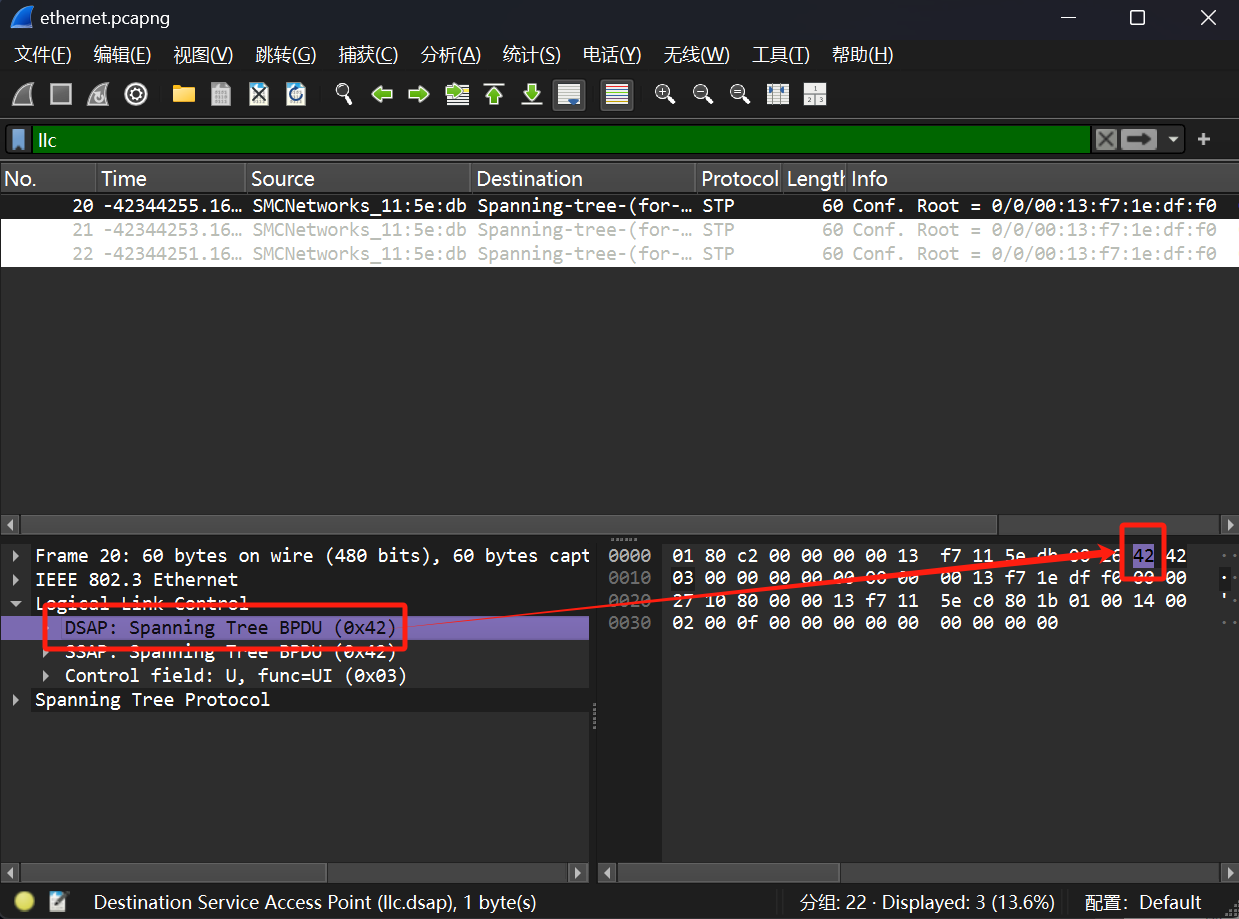 ethernet.pcapng
文件(F) 编辑(E) 视图(V) 跳转(G) 捕获(C) 分析(A) 统计(S) 电话(Y) 无线(W) 工具(T) 帮助(H)
llc
No. Time Source Destination Protocol Length Info
20 -42344255.16… SMCNetworks_11:5e:db Spanning-tree-(for-… STP 60 Conf. Root = 0/0/00:13:f7:1e:df:f0
21 -42344253.16… SMCNetworks_11:5e:db Spanning-tree-(for-… STP 60 Conf. Root = 0/0/00:13:f7:1e:df:f0
22 -42344251.16… SMCNetworks_11:5e:db Spanning-tree-(for-… STP 60 Conf. Root = 0/0/00:13:f7:1e:df:f0
Frame 20: 60 bytes on wire (480 bits), 60 bytes capt
IEEE 802.3 Ethernet
Logical Link Control
DSAP: Spanning Tree BPDU (0x42)
SSAP: Spanning Tree BPDU (0x42)
Control field: U, func=UI (0x03)
Spanning Tree Protocol
0000 01 80 c2 00 00 00 00 13 f7 11 5e db 00 26 42 42
0010 03 00 00 00 00 00 00 00 00 13 f7 1e df f0 00 00
0020 27 10 80 00 00 13 f7 11 5e c0 80 1b 01 00 14 00
0030 02 00 0f 00 00 00 00 00 00 00 00 00
Destination Service Access Point (llc.dsap), 1 byte(s)
分组: 22 · Displayed: 3 (13.6%)
配置: Default